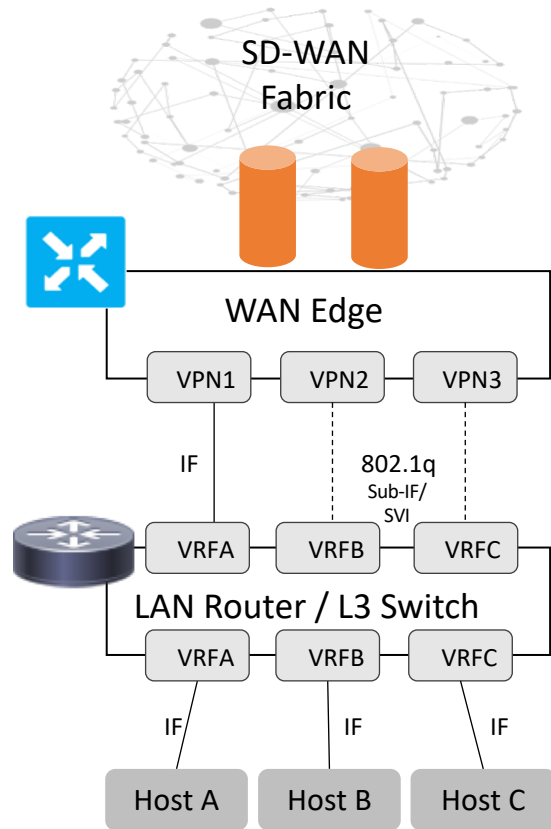 SD-WAN
Fabric
WAN Edge
VPN1
VPN2
VPN3
IF
802.1q
Sub-IF/
SVI
VRFA
VRFB
VRFC
LAN Router / L3 Switch
VRFA
VRFB
VRFC
IF
IF
IF
Host A
Host B
Host C